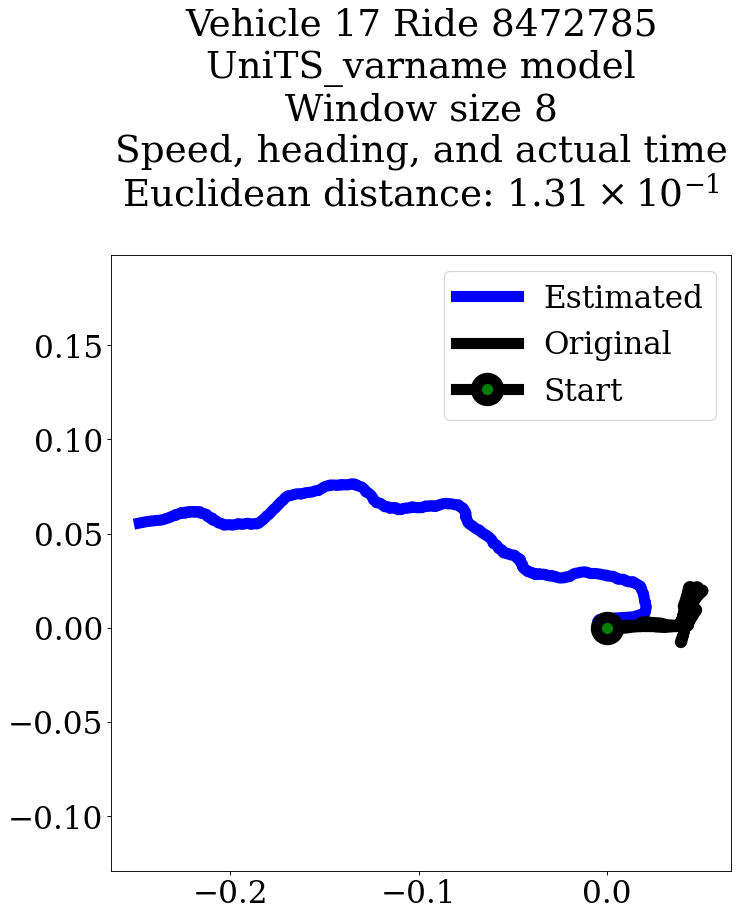 Vehicle 17 Ride 8472785
UniTS_varname model
Window size 8
Speed, heading, and actual time
Euclidean distance: 1.31 × 10⁻¹
Estimated
Original
Start
0.15
0.10
0.05
0.00
−0.05
−0.10
−0.2
−0.1
0.0